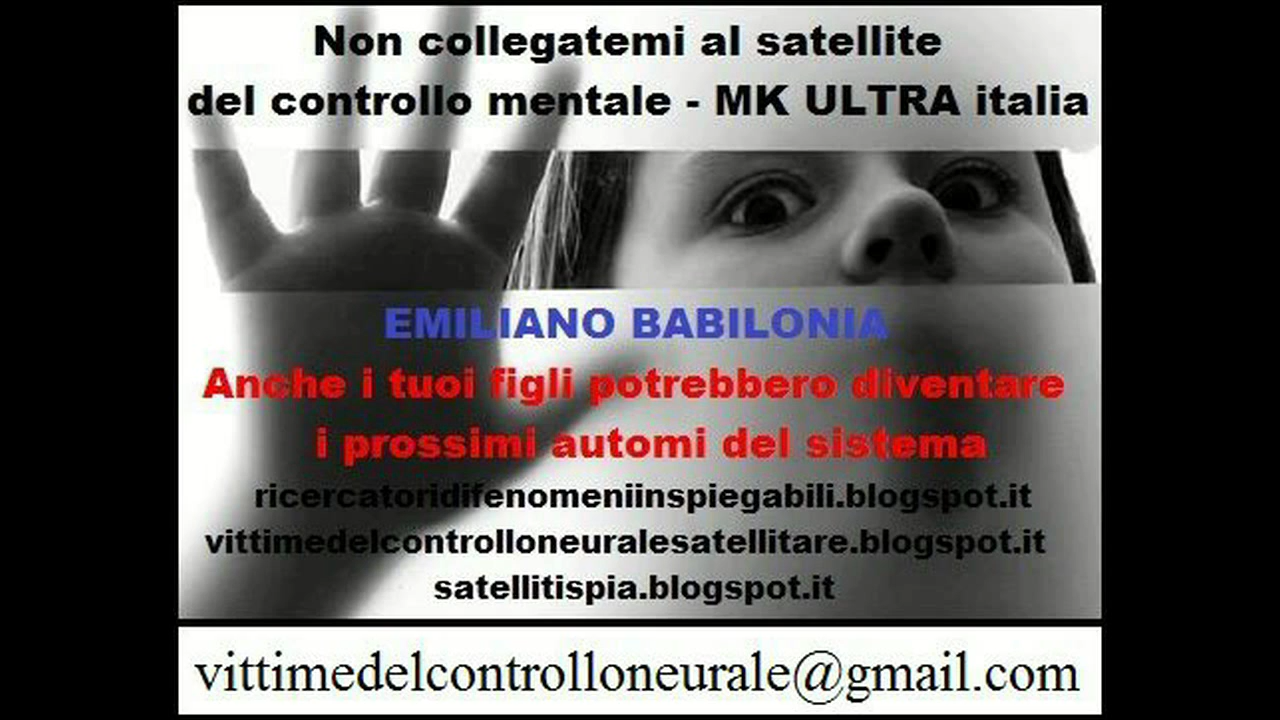 Non collegatemi al satellite
del controllo mentale - MK ULTRA italia
EMILIANO BABILONIA
Anche i tuoi figli potrebbero diventare
i prossimi automi del sistema
ricercatoridifenomeniinspiegabili.blogspot.it
vittimedelcontrolloneuralesatellitare.blogspot.it
satellitispia.blogspot.it
vittimedelcontrolloneurale@gmail.com